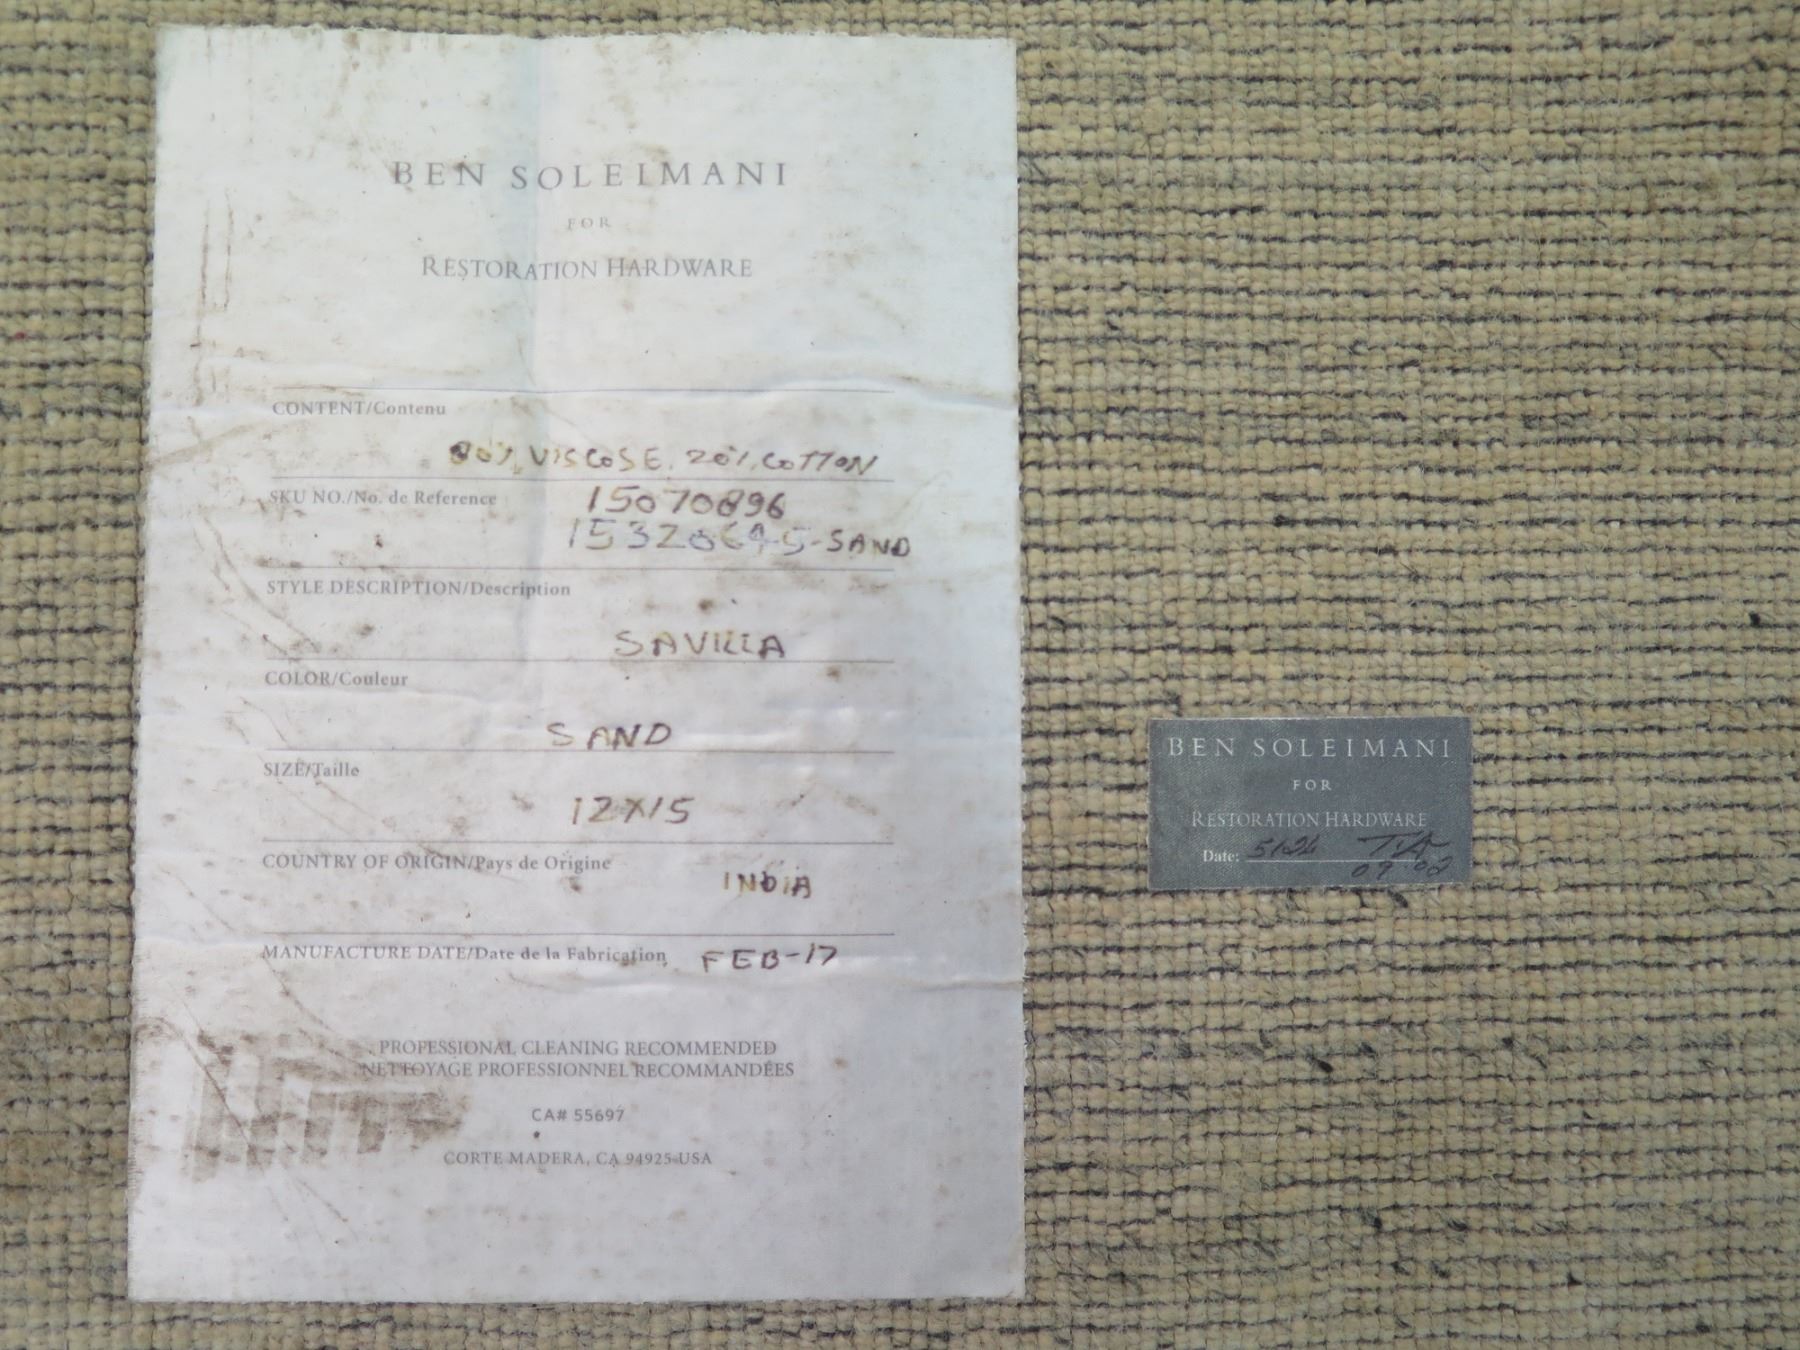 BEN SOLEIMANI
FOR
RESTORATION HARDWARE
CONTENT/Contenu
80% VISCOSE, 20% COTTON
SKU NO./No. de Reference
15070896
-SAND
STYLE DESCRIPTION/Description
SAVILLA
COLOR/Couleur
SAND
SIZE/Taille
12X15
COUNTRY OF ORIGIN/Pays de Origine
INDIA
MANUFACTURE DATE/Date de la Fabrication FEB-17
PROFESSIONAL CLEANING RECOMMENDED
NETTOYAGE PROFESSIONNEL RECOMMANDÉES
CA# 55697
CORTE MADERA, CA 94925 USA
BEN SOLEIMANI
FOR
RESTORATION HARDWARE
Date: